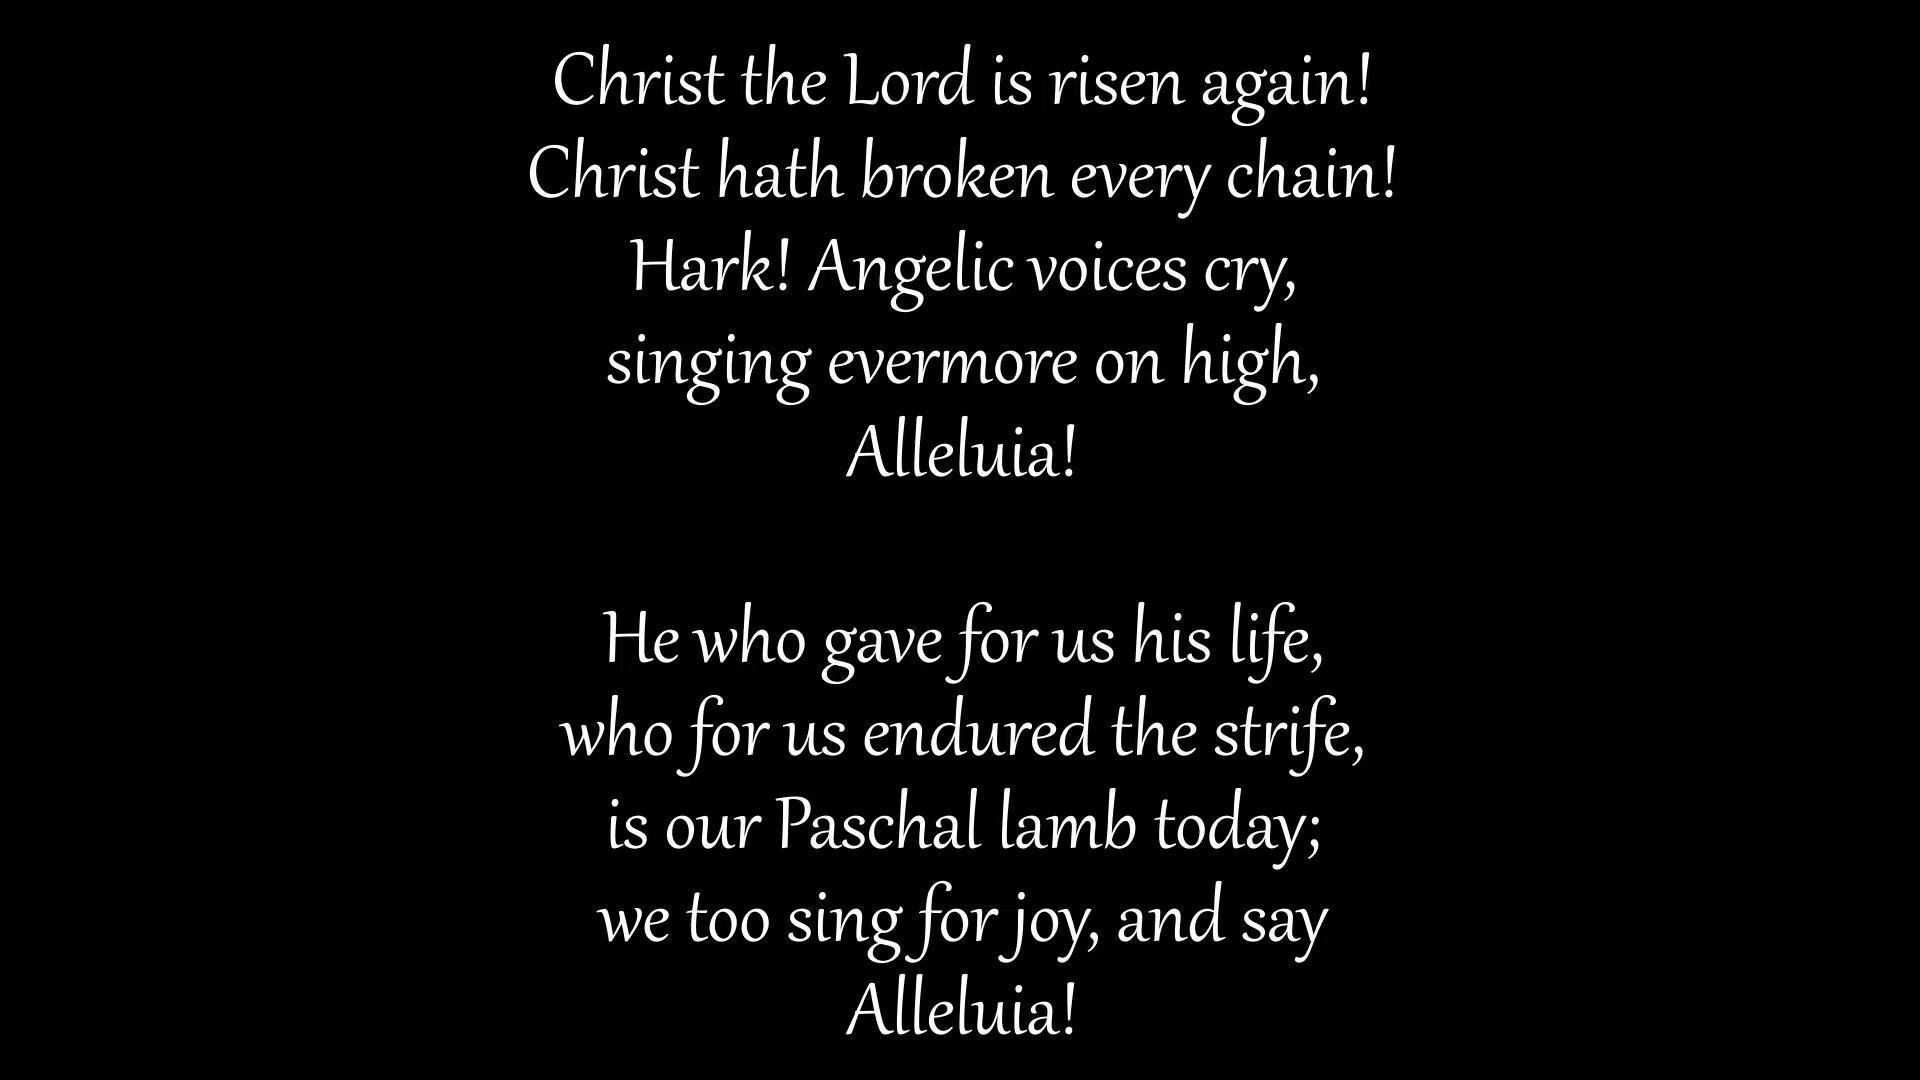 Christ the Lord is risen again!
Christ hath broken every chain!
Hark! Angelic voices cry,
singing evermore on high,
Alleluia!
He who gave for us his life,
who for us endured the strife,
is our Paschal lamb today;
we too sing for joy, and say
Alleluia!